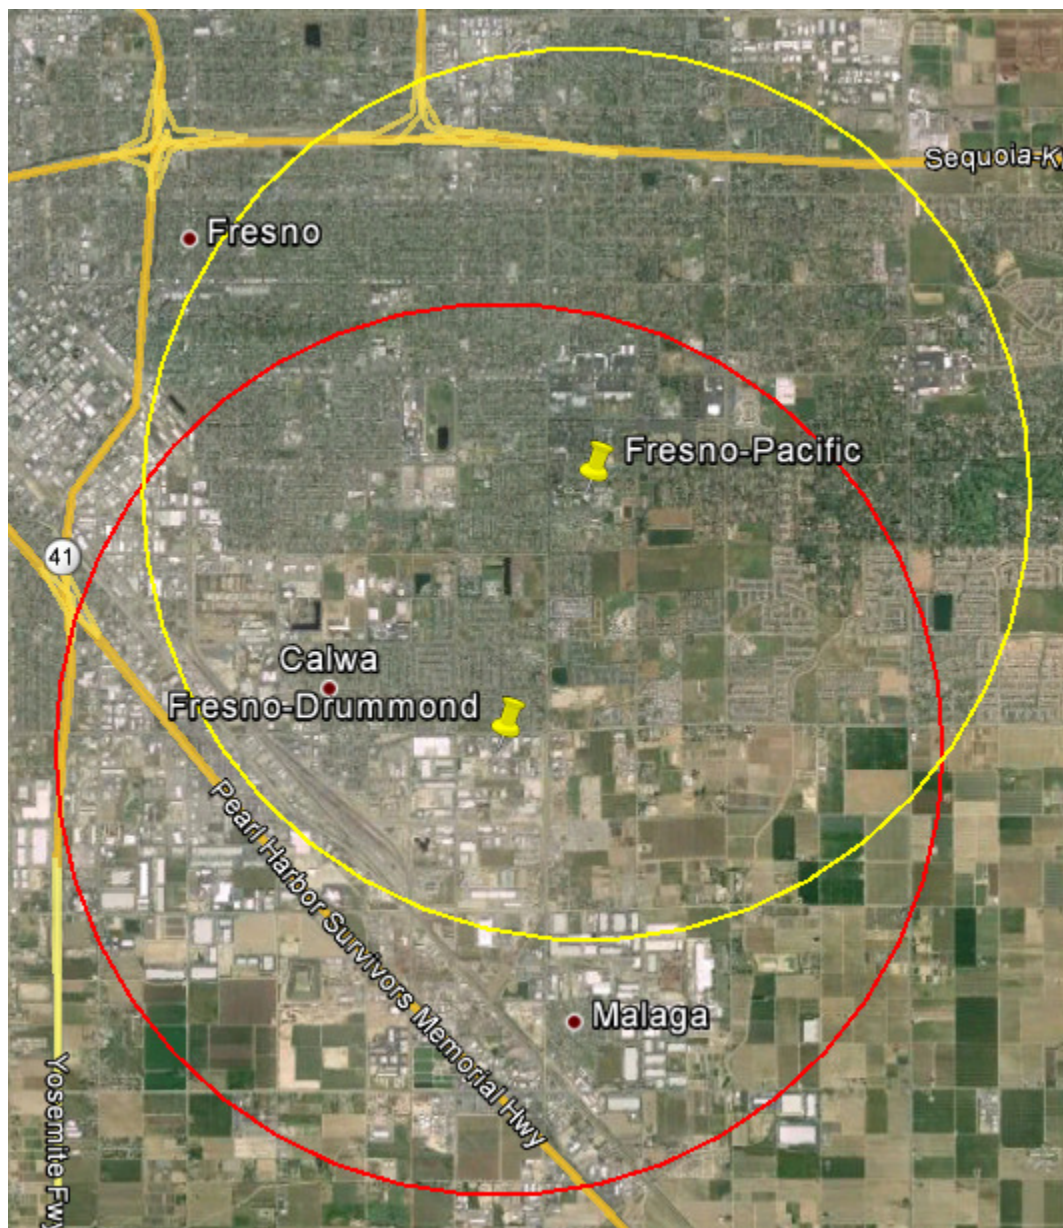 Sequoia-K
Fresno
Fresno-Pacific
41
Calwa
Fresno-Drummond
Pearl Harbor Survivors Memorial Hwy
Malaga
Yosemite Fwy